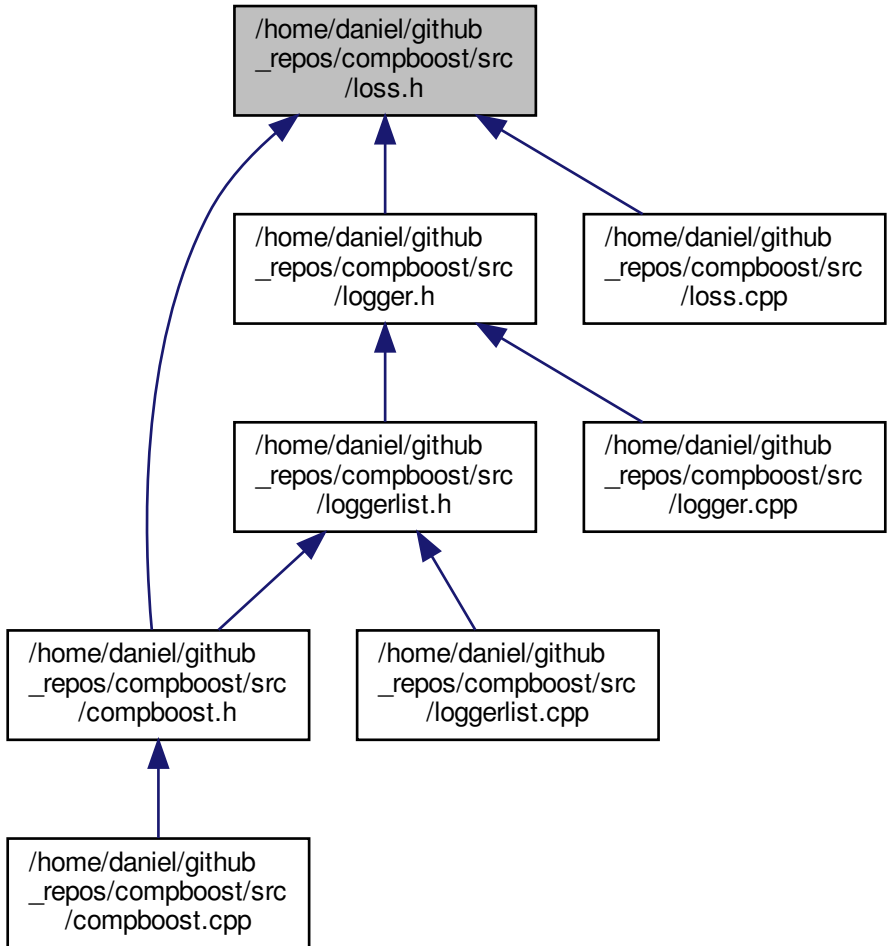 /home/daniel/github
_repos/compboost/src
/loss.h
/home/daniel/github
_repos/compboost/src
/logger.h
/home/daniel/github
_repos/compboost/src
/loss.cpp
/home/daniel/github
_repos/compboost/src
/loggerlist.h
/home/daniel/github
_repos/compboost/src
/logger.cpp
/home/daniel/github
_repos/compboost/src
/compboost.h
/home/daniel/github
_repos/compboost/src
/loggerlist.cpp
/home/daniel/github
_repos/compboost/src
/compboost.cpp